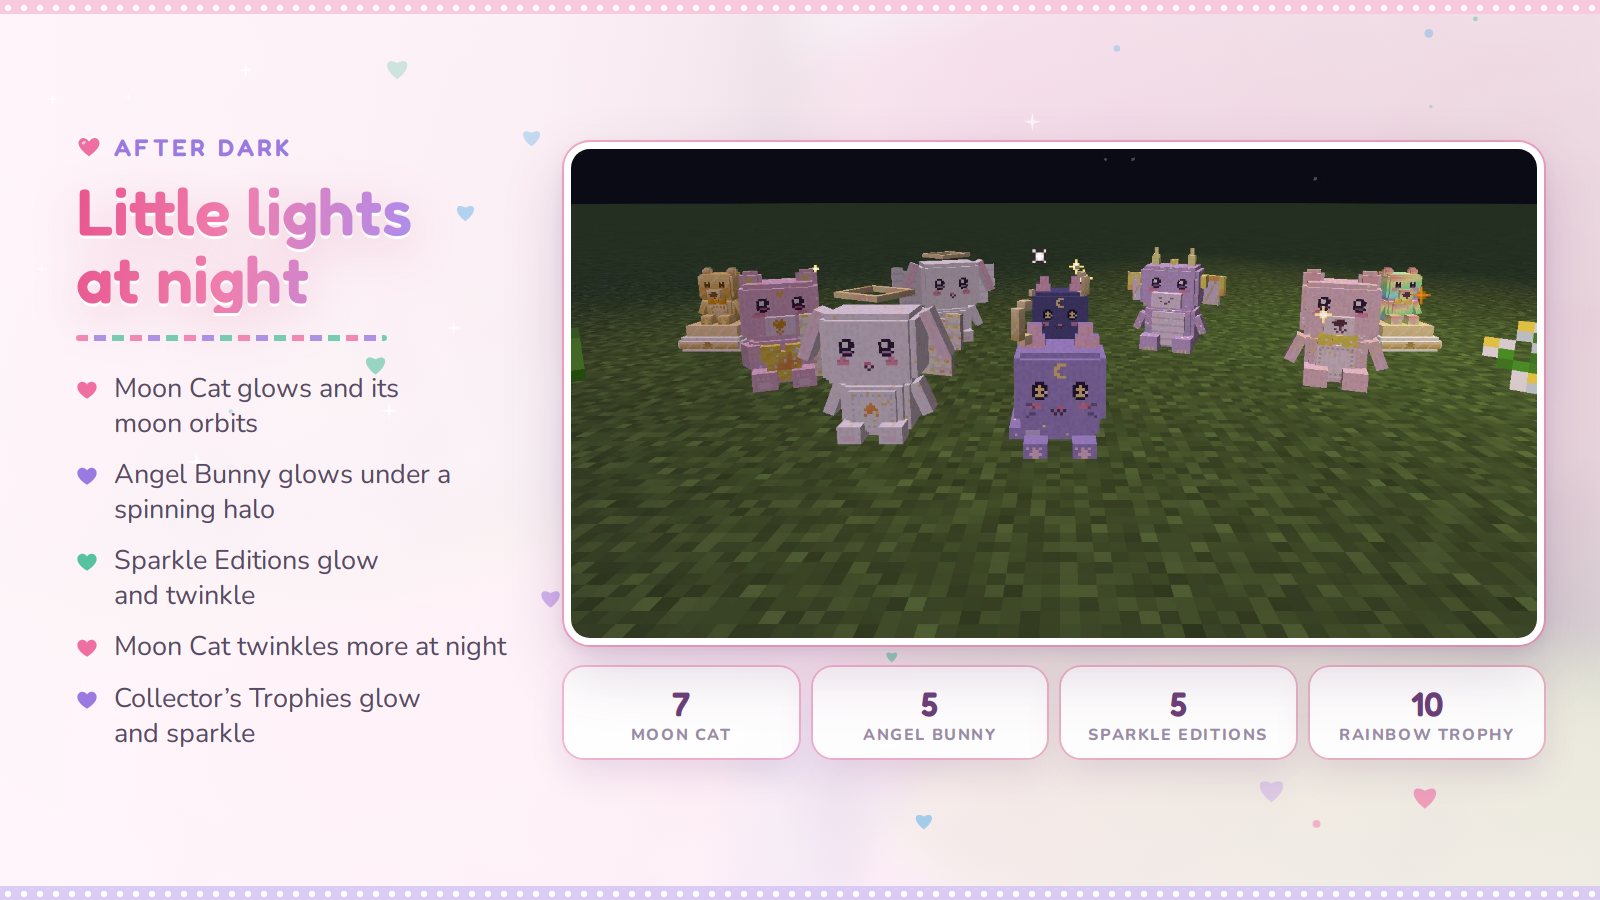 AFTER DARK
Little lights
at night
Moon Cat glows and its
moon orbits
Angel Bunny glows under a
spinning halo
Sparkle Editions glow
and twinkle
Moon Cat twinkles more at night
Collector’s Trophies glow
and sparkle
7
MOON CAT
5
ANGEL BUNNY
5
SPARKLE EDITIONS
10
RAINBOW TROPHY